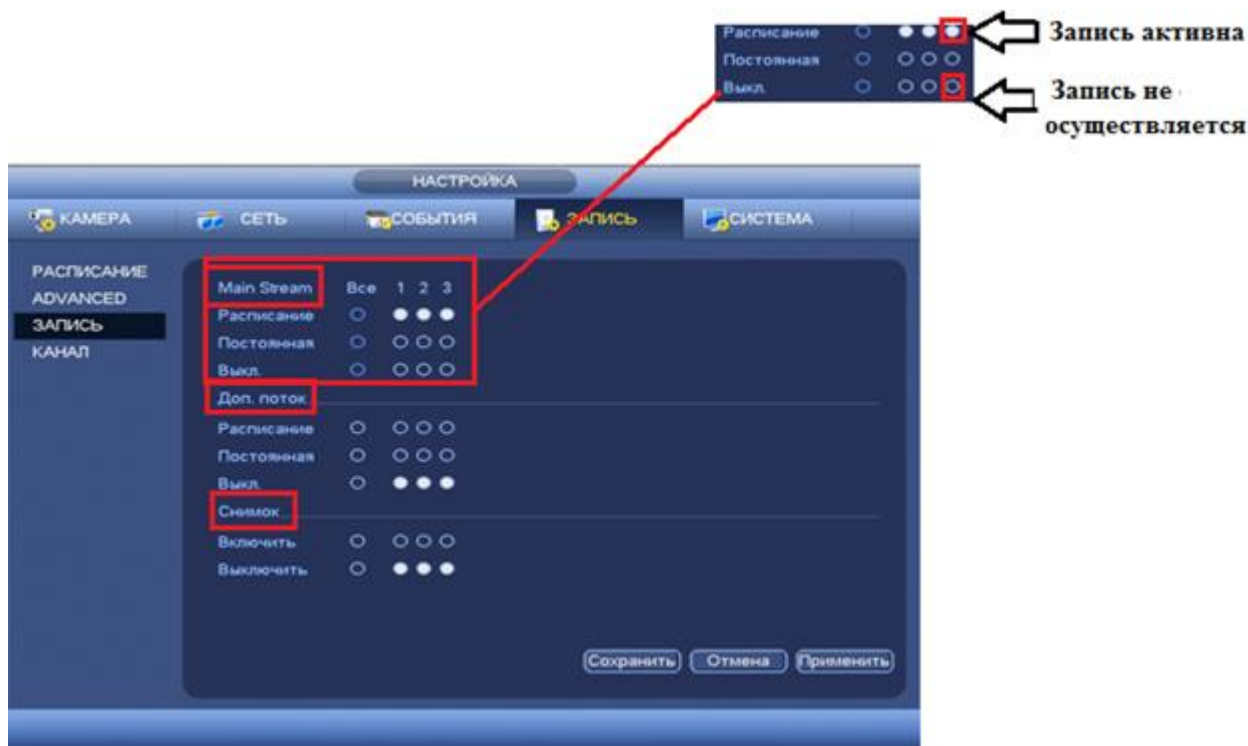 Расписание
Постоянная
Выкл.
Запись активна
Запись не
осуществляется
НАСТРОЙКА
КАМЕРА СЕТЬ СОБЫТИЯ ЗАПИСЬ СИСТЕМА
РАСПИСАНИЕ
ADVANCED
ЗАПИСЬ
КАНАЛ
Main Stream Все 1 2 3
Расписание
Постоянная
Выкл.
Доп. поток
Расписание
Постоянная
Выкл.
Снимок
Включить
Выключить
Сохранить Отмена Применить